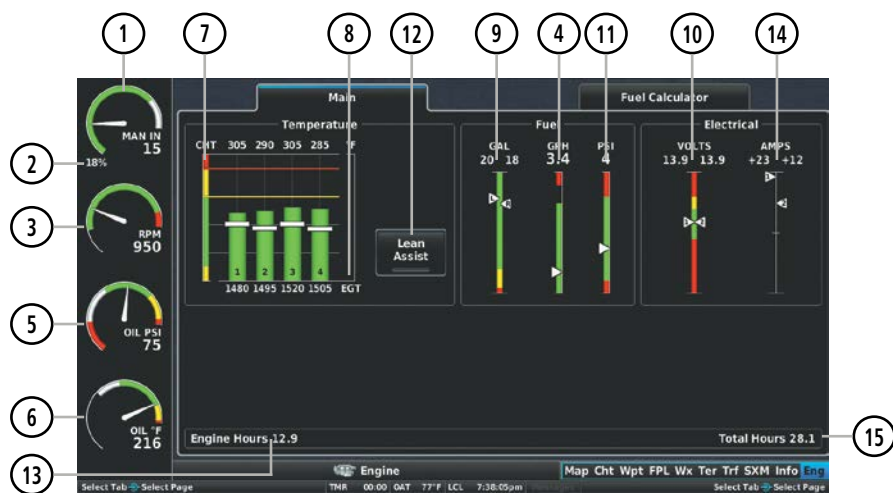 1
7
8
12
9
4
11
10
14
Main
Fuel Calculator
Temperature
Fuel
Electrical
MAN IN
15
CHT 305 290 305 285 °F
GAL
20 18
GPH
3.4
PSI
4
VOLTS
13.9 13.9
AMPS
+23 +12
2
18%
3
RPM
950
Lean
Assist
1 2 3 4
1480 1495 1520 1505 EGT
5
OIL PSI
75
6
OIL °F
216
Engine Hours 12.9
Total Hours 28.1
15
13
Engine
Map Cht Wpt FPL Wx Ter Trf SXM Info Eng
Select Tab Select Page
TMR 00:00 OAT 77°F LCL 7:38:05pm
Select Tab Select Page